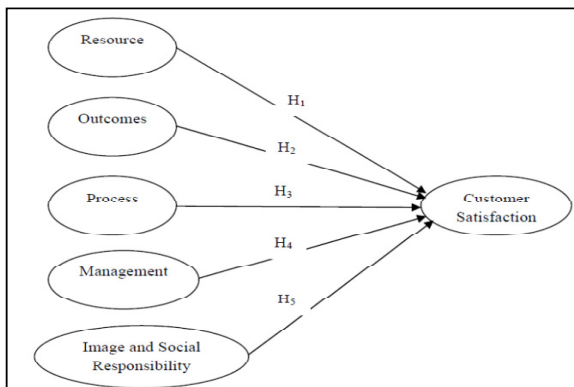 Resource
H₁
Outcomes
H₂
Process
H₃
Customer
Satisfaction
Management
H₄
H₅
Image and Social
Responsibility